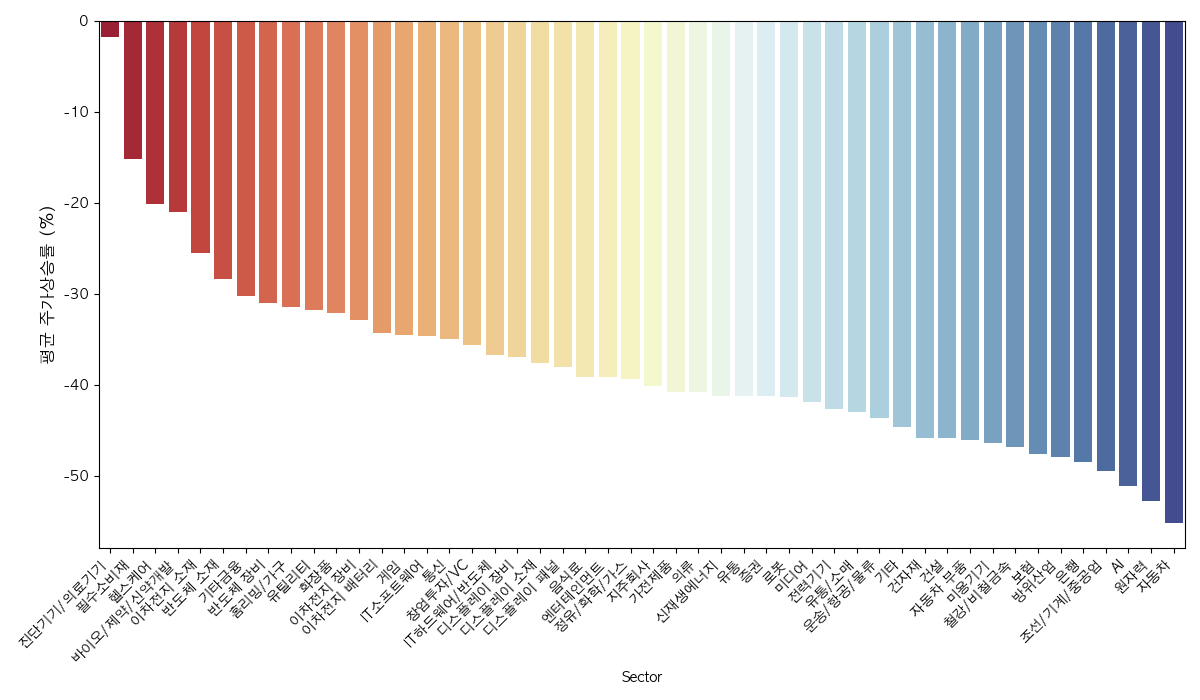 0
-10
-20
-30
-40
-50
평균 주가상승률 (%)
진단기기/의료기기
필수소비재
헬스케어
바이오/제약/신약개발
이차전지 소재
반도체 소재
기타금융
반도체 장비
홈리빙/가구
유틸리티
화장품
이차전지 장비
이차전지 배터리
게임
IT소프트웨어
통신
창업투자/VC
IT하드웨어/반도체
디스플레이 장비
디스플레이 소재
디스플레이 패널
음식료
엔터테인먼트
정유/화학/가스
지주회사
가전제품
의류
신재생에너지
유통
증권
로봇
미디어
전력기기
유통/소매
운송/항공/물류
기타
건자재
건설
자동차 부품
미용기기
철강/비철금속
보험
방위산업
은행
조선/기계/중공업
AI
원자력
자동차
Sector